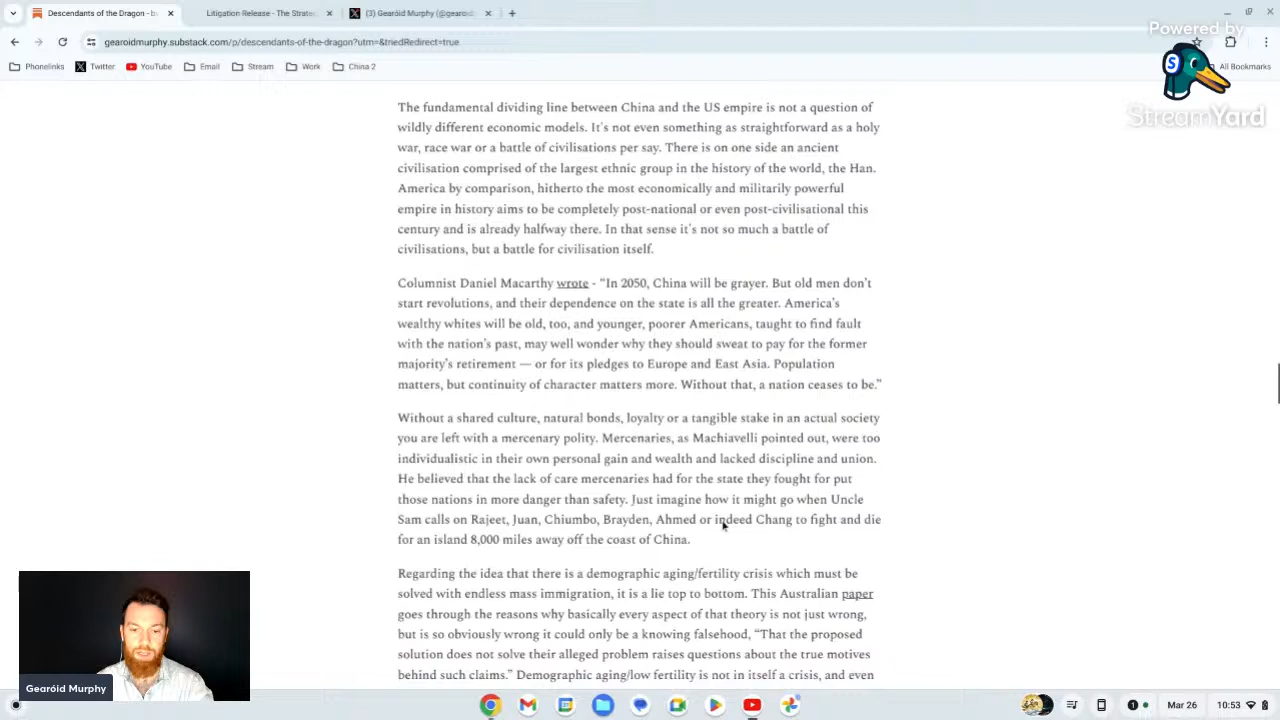 Descendants of the Dragon - b
Litigation Release - The Strate
(3) Gearóid Murphy (@gearoid
gearoidmurphy.substack.com/p/descendants-of-the-dragon?utm=&triedRedirect=true
Phonelinks
Twitter
YouTube
Email
Stream
Work
China 2
All Bookmarks
Powered by
S
StreamYard
The fundamental dividing line between China and the US empire is not a question of
wildly different economic models. It's not even something as straightforward as a holy
war, race war or a battle of civilisations per say. There is on one side an ancient
civilisation comprised of the largest ethnic group in the history of the world, the Han.
America by comparison, hitherto the most economically and militarily powerful
empire in history aims to be completely post-national or even post-civilisational this
century and is already halfway there. In that sense it's not so much a battle of
civilisations, but a battle for civilisation itself.
Columnist Daniel Macarthy wrote - “In 2050, China will be grayer. But old men don’t
start revolutions, and their dependence on the state is all the greater. America’s
wealthy whites will be old, too, and younger, poorer Americans, taught to find fault
with the nation’s past, may well wonder why they should sweat to pay for the former
majority’s retirement — or for its pledges to Europe and East Asia. Population
matters, but continuity of character matters more. Without that, a nation ceases to be.”
Without a shared culture, natural bonds, loyalty or a tangible stake in an actual society
you are left with a mercenary polity. Mercenaries, as Machiavelli pointed out, were too
individualistic in their own personal gain and wealth and lacked discipline and union.
He believed that the lack of care mercenaries had for the state they fought for put
those nations in more danger than safety. Just imagine how it might go when Uncle
Sam calls on Rajeet, Juan, Chiumbo, Brayden, Ahmed or indeed Chang to fight and die
for an island 8,000 miles away off the coast of China.
Regarding the idea that there is a demographic aging/fertility crisis which must be
solved with endless mass immigration, it is a lie top to bottom. This Australian paper
goes through the reasons why basically every aspect of that theory is not just wrong,
but is so obviously wrong it could only be a knowing falsehood, “That the proposed
solution does not solve their alleged problem raises questions about the true motives
behind such claims.” Demographic aging/low fertility is not in itself a crisis, and even
Gearóid Murphy
Mar 26
10:53